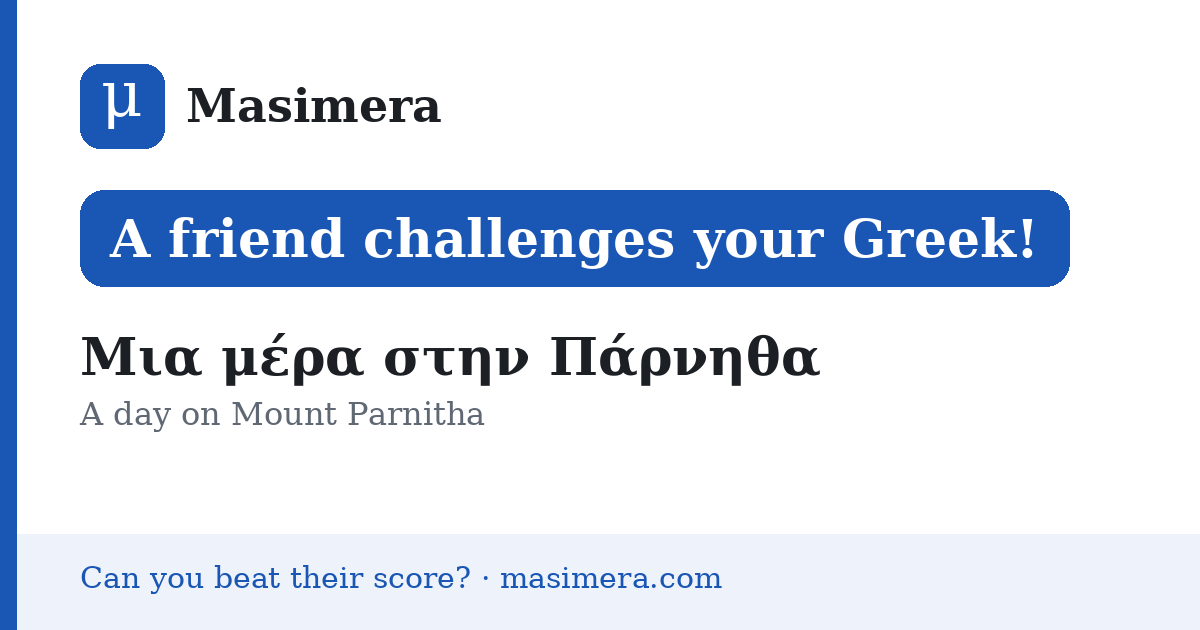 μ Masimera
A friend challenges your Greek!
Μια μέρα στην Πάρνηθα
A day on Mount Parnitha
Can you beat their score? · masimera.com